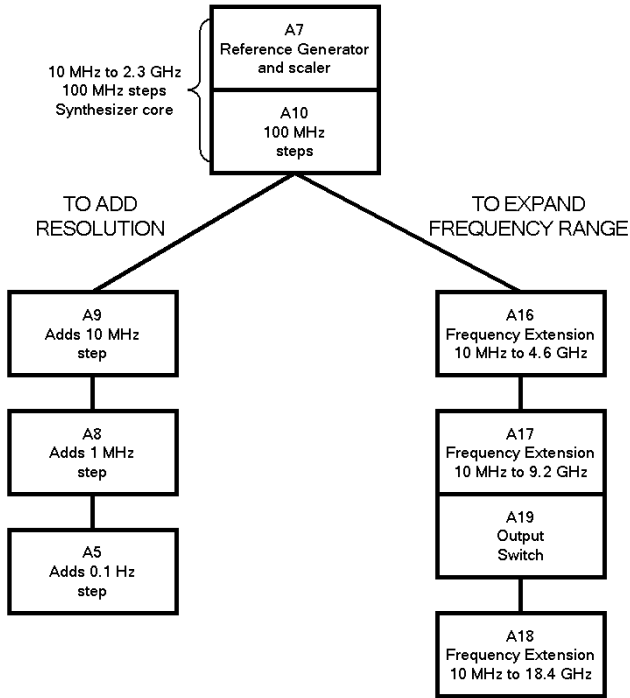 A7
Reference Generator
and scaler
10 MHz to 2.3 GHz
100 MHz steps
Synthesizer core
A10
100 MHz
steps
TO ADD
RESOLUTION
TO EXPAND
FREQUENCY RANGE
A9
Adds 10 MHz
step
A8
Adds 1 MHz
step
A5
Adds 0.1 Hz
step
A16
Frequency Extension
10 MHz to 4.6 GHz
A17
Frequency Extension
10 MHz to 9.2 GHz
A19
Output
Switch
A18
Frequency Extension
10 MHz to 18.4 GHz